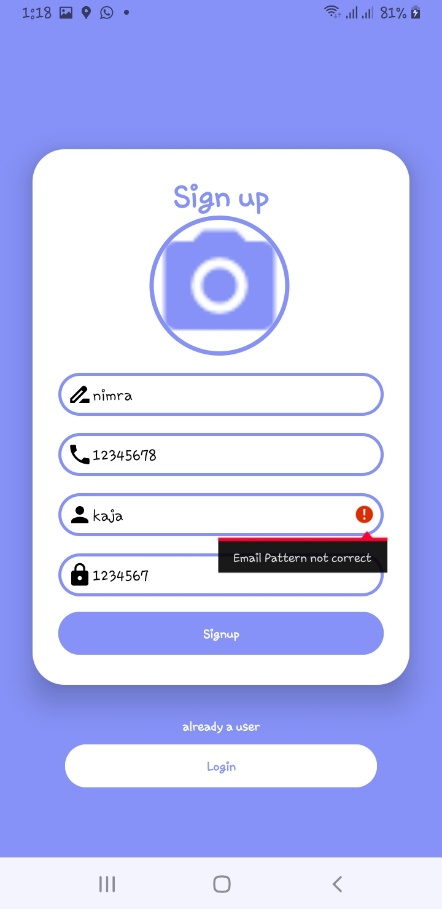 1:18
81%
Sign up
nimra
12345678
kaja
Email Pattern not correct
1234567
Signup
already a user
Login